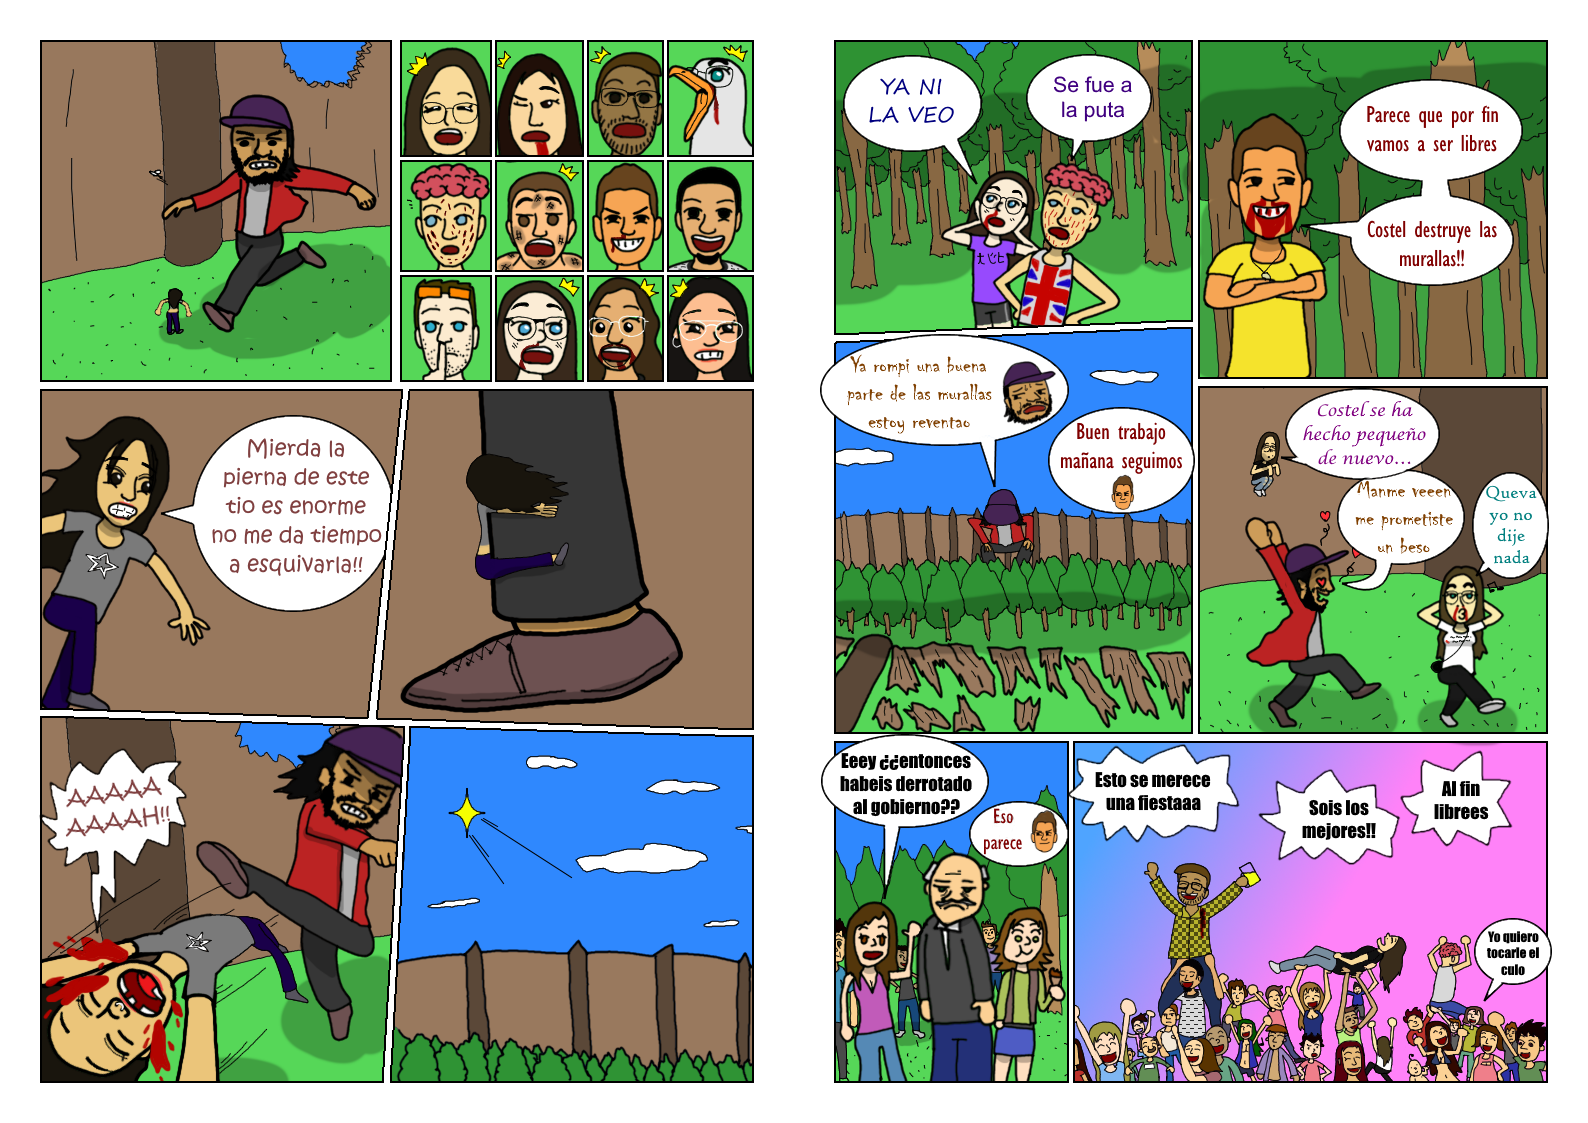 Mierda la
pierna de este
tio es enorme
no me da tiempo
a esquivarla!!
AAAAA
AAAAH!!
YA NI
LA VEO
Se fue a
la puta
Parece que por fin
vamos a ser libres
Costel destruye las
murallas!!
Ya rompi una buena
parte de las murallas
estoy reventao
Buen trabajo
mañana seguimos
Costel se ha
hecho pequeño
de nuevo...
Manme veeen
me prometiste
un beso
Queva
yo no
dije
nada
Eeey ¿¿entonces
habeis derrotado
al gobierno??
Eso
parece
Esto se merece
una fiestaaa
Sois los
mejores!!
Al fin
librees
Yo quiero
tocarle el
culo